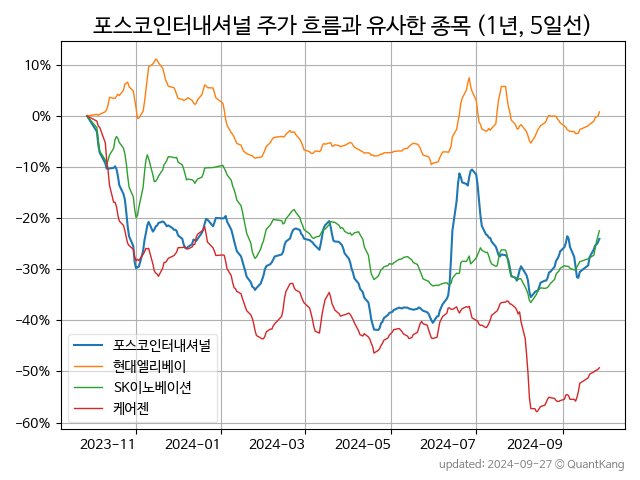 포스코인터내셔널 주가 흐름과 유사한 종목 (1년, 5일선)
10%
0%
−10%
−20%
−30%
−40%
−50%
−60%
포스코인터내셔널
현대엘리베이
SK이노베이션
케어젠
2023-11
2024-01
2024-03
2024-05
2024-07
2024-09
updated: 2024-09-27 © QuantKang